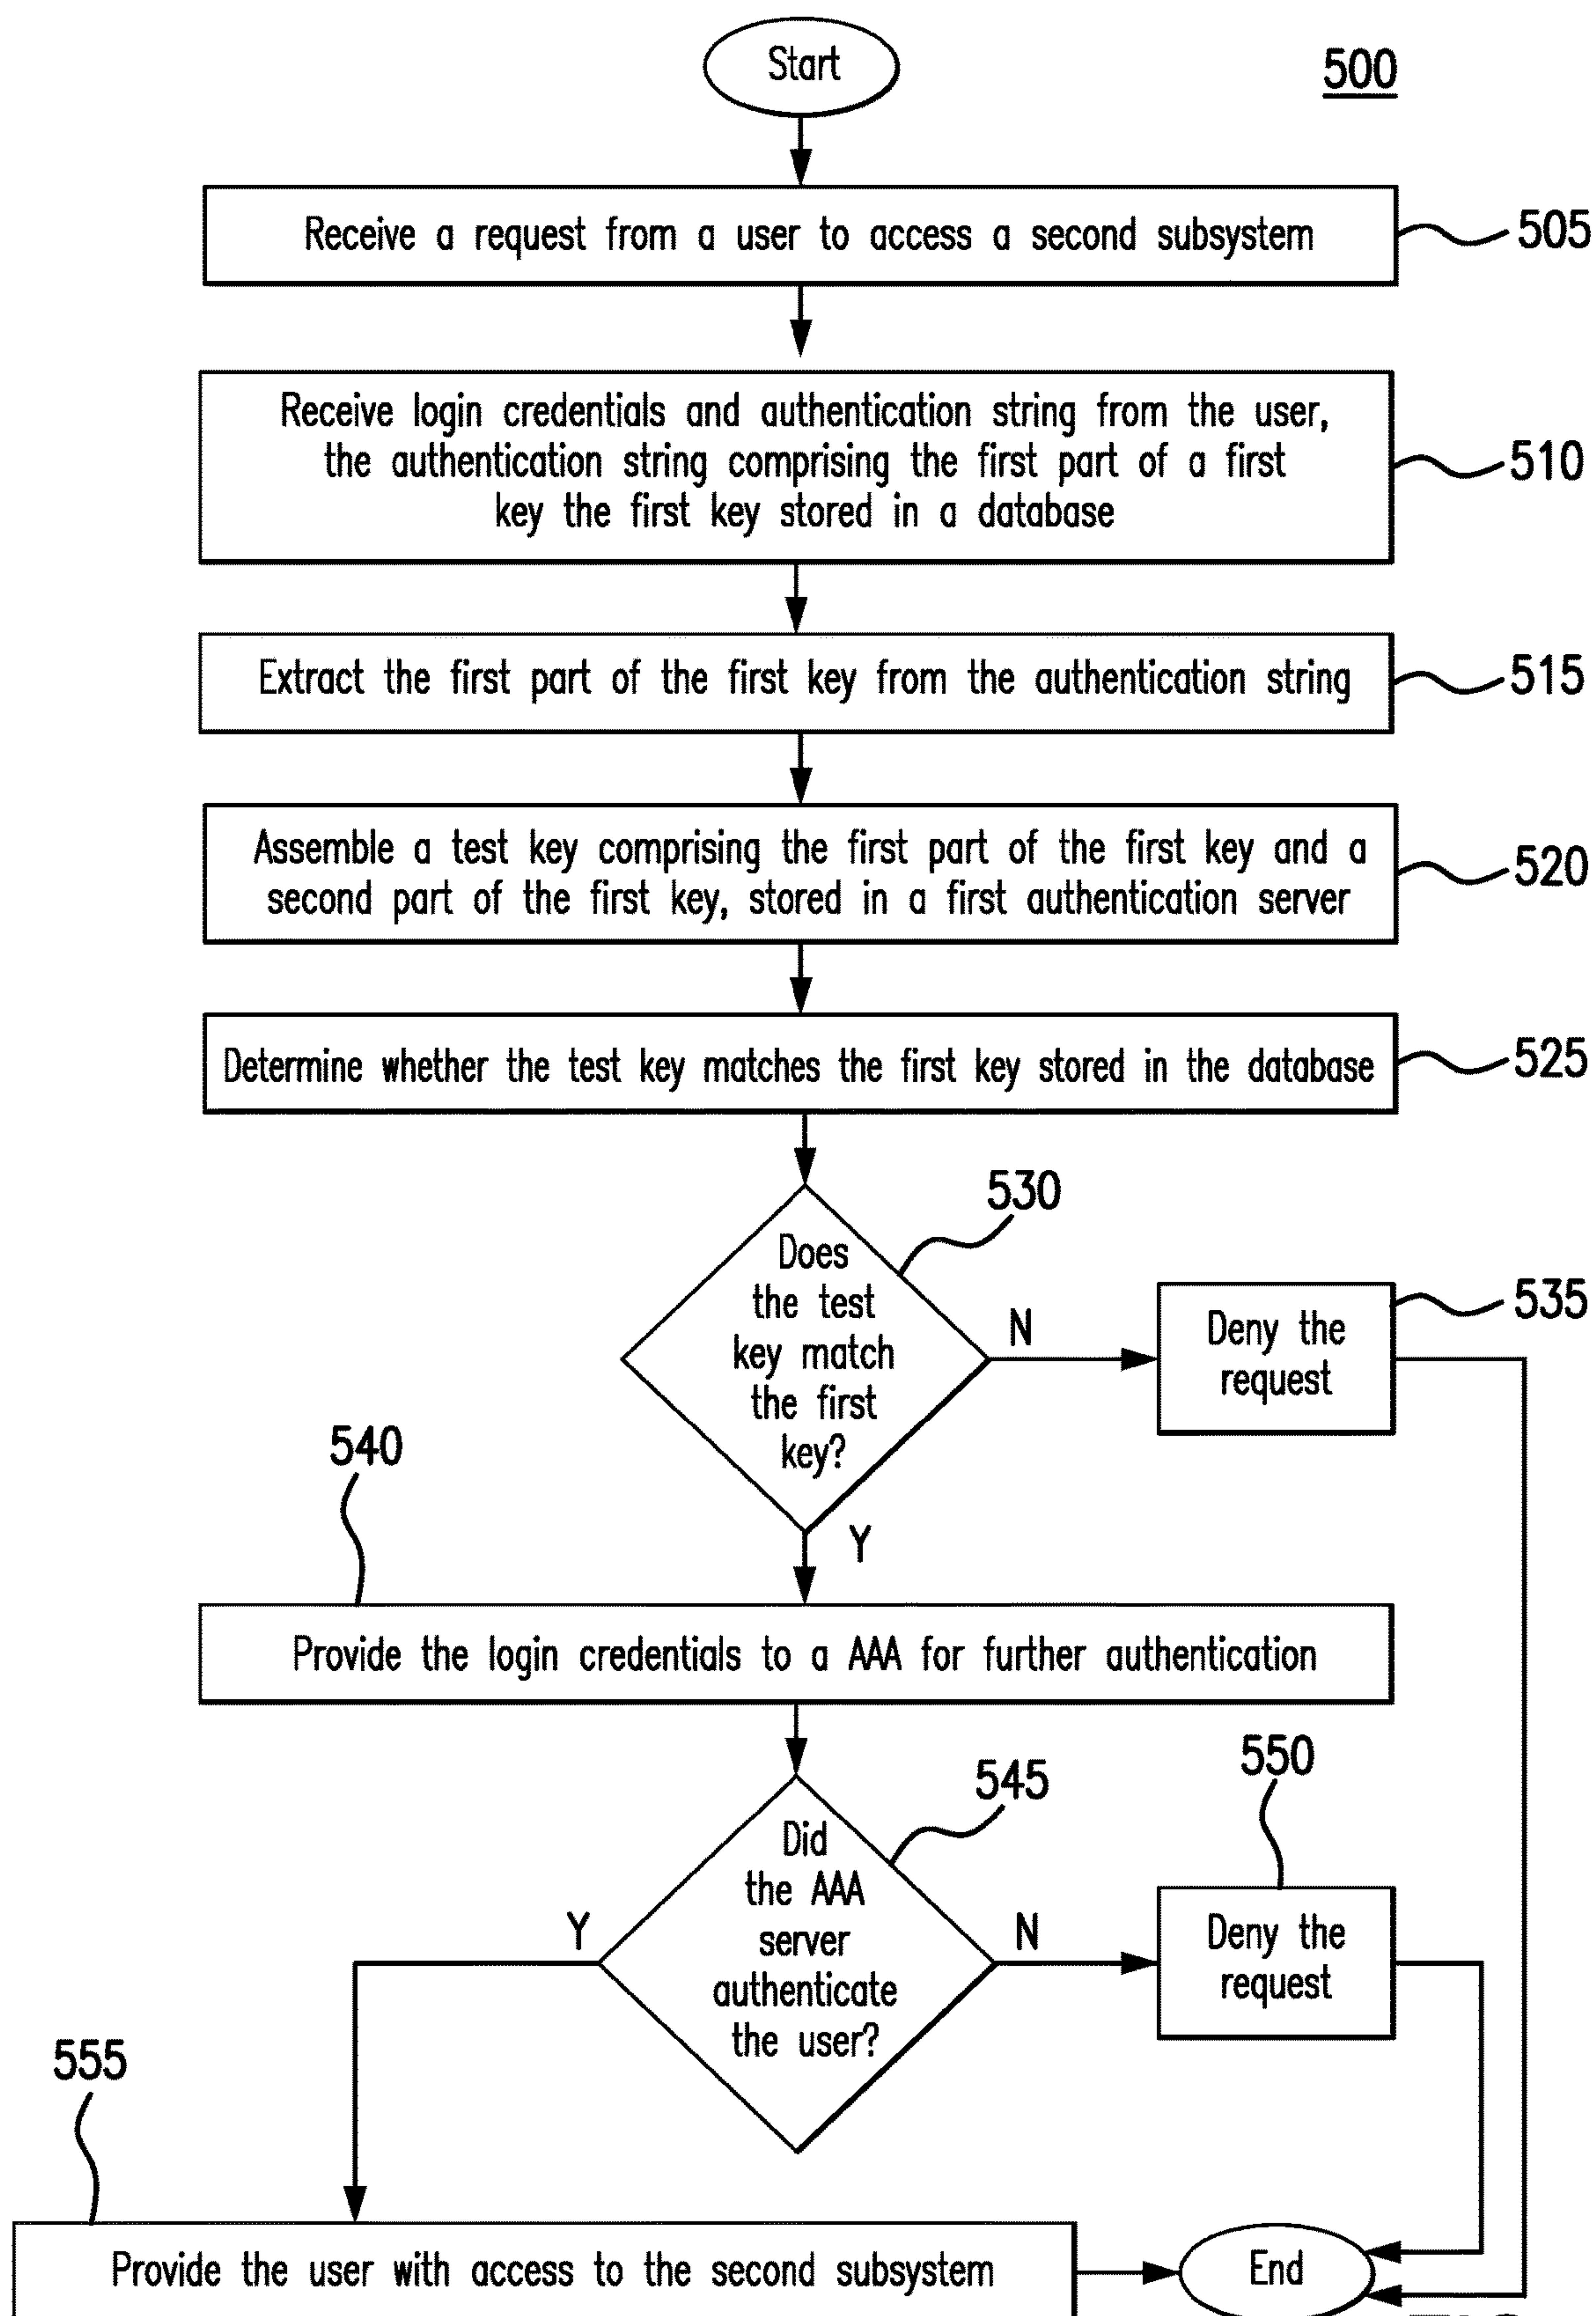 Start
500
Receive a request from a user to access a second subsystem
505
Receive login credentials and authentication string from the user,
the authentication string comprising the first part of a first
key the first key stored in a database
510
Extract the first part of the first key from the authentication string
515
Assemble a test key comprising the first part of the first key and a
second part of the first key, stored in a first authentication server
520
Determine whether the test key matches the first key stored in the database
525
530
Does
the test
key match
the first
key?
N
Deny the
request
535
540
Y
Provide the login credentials to a AAA for further authentication
545
550
Did
the AAA
server
authenticate
the user?
Y
N
Deny the
request
555
Provide the user with access to the second subsystem
End